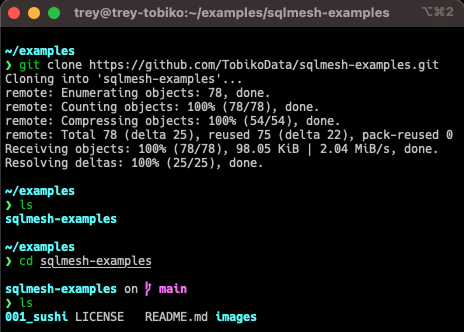 trey@trey-tobiko:~/examples/sqlmesh-examples ⌥⌘2
~/examples
❯ git clone https://github.com/TobikoData/sqlmesh-examples.git
Cloning into 'sqlmesh-examples'...
remote: Enumerating objects: 78, done.
remote: Counting objects: 100% (78/78), done.
remote: Compressing objects: 100% (54/54), done.
remote: Total 78 (delta 25), reused 75 (delta 22), pack-reused 0
Receiving objects: 100% (78/78), 98.05 KiB | 2.04 MiB/s, done.
Resolving deltas: 100% (25/25), done.
~/examples
❯ ls
sqlmesh-examples
~/examples
❯ cd sqlmesh-examples
sqlmesh-examples on main
❯ ls
001_sushi LICENSE   README.md images